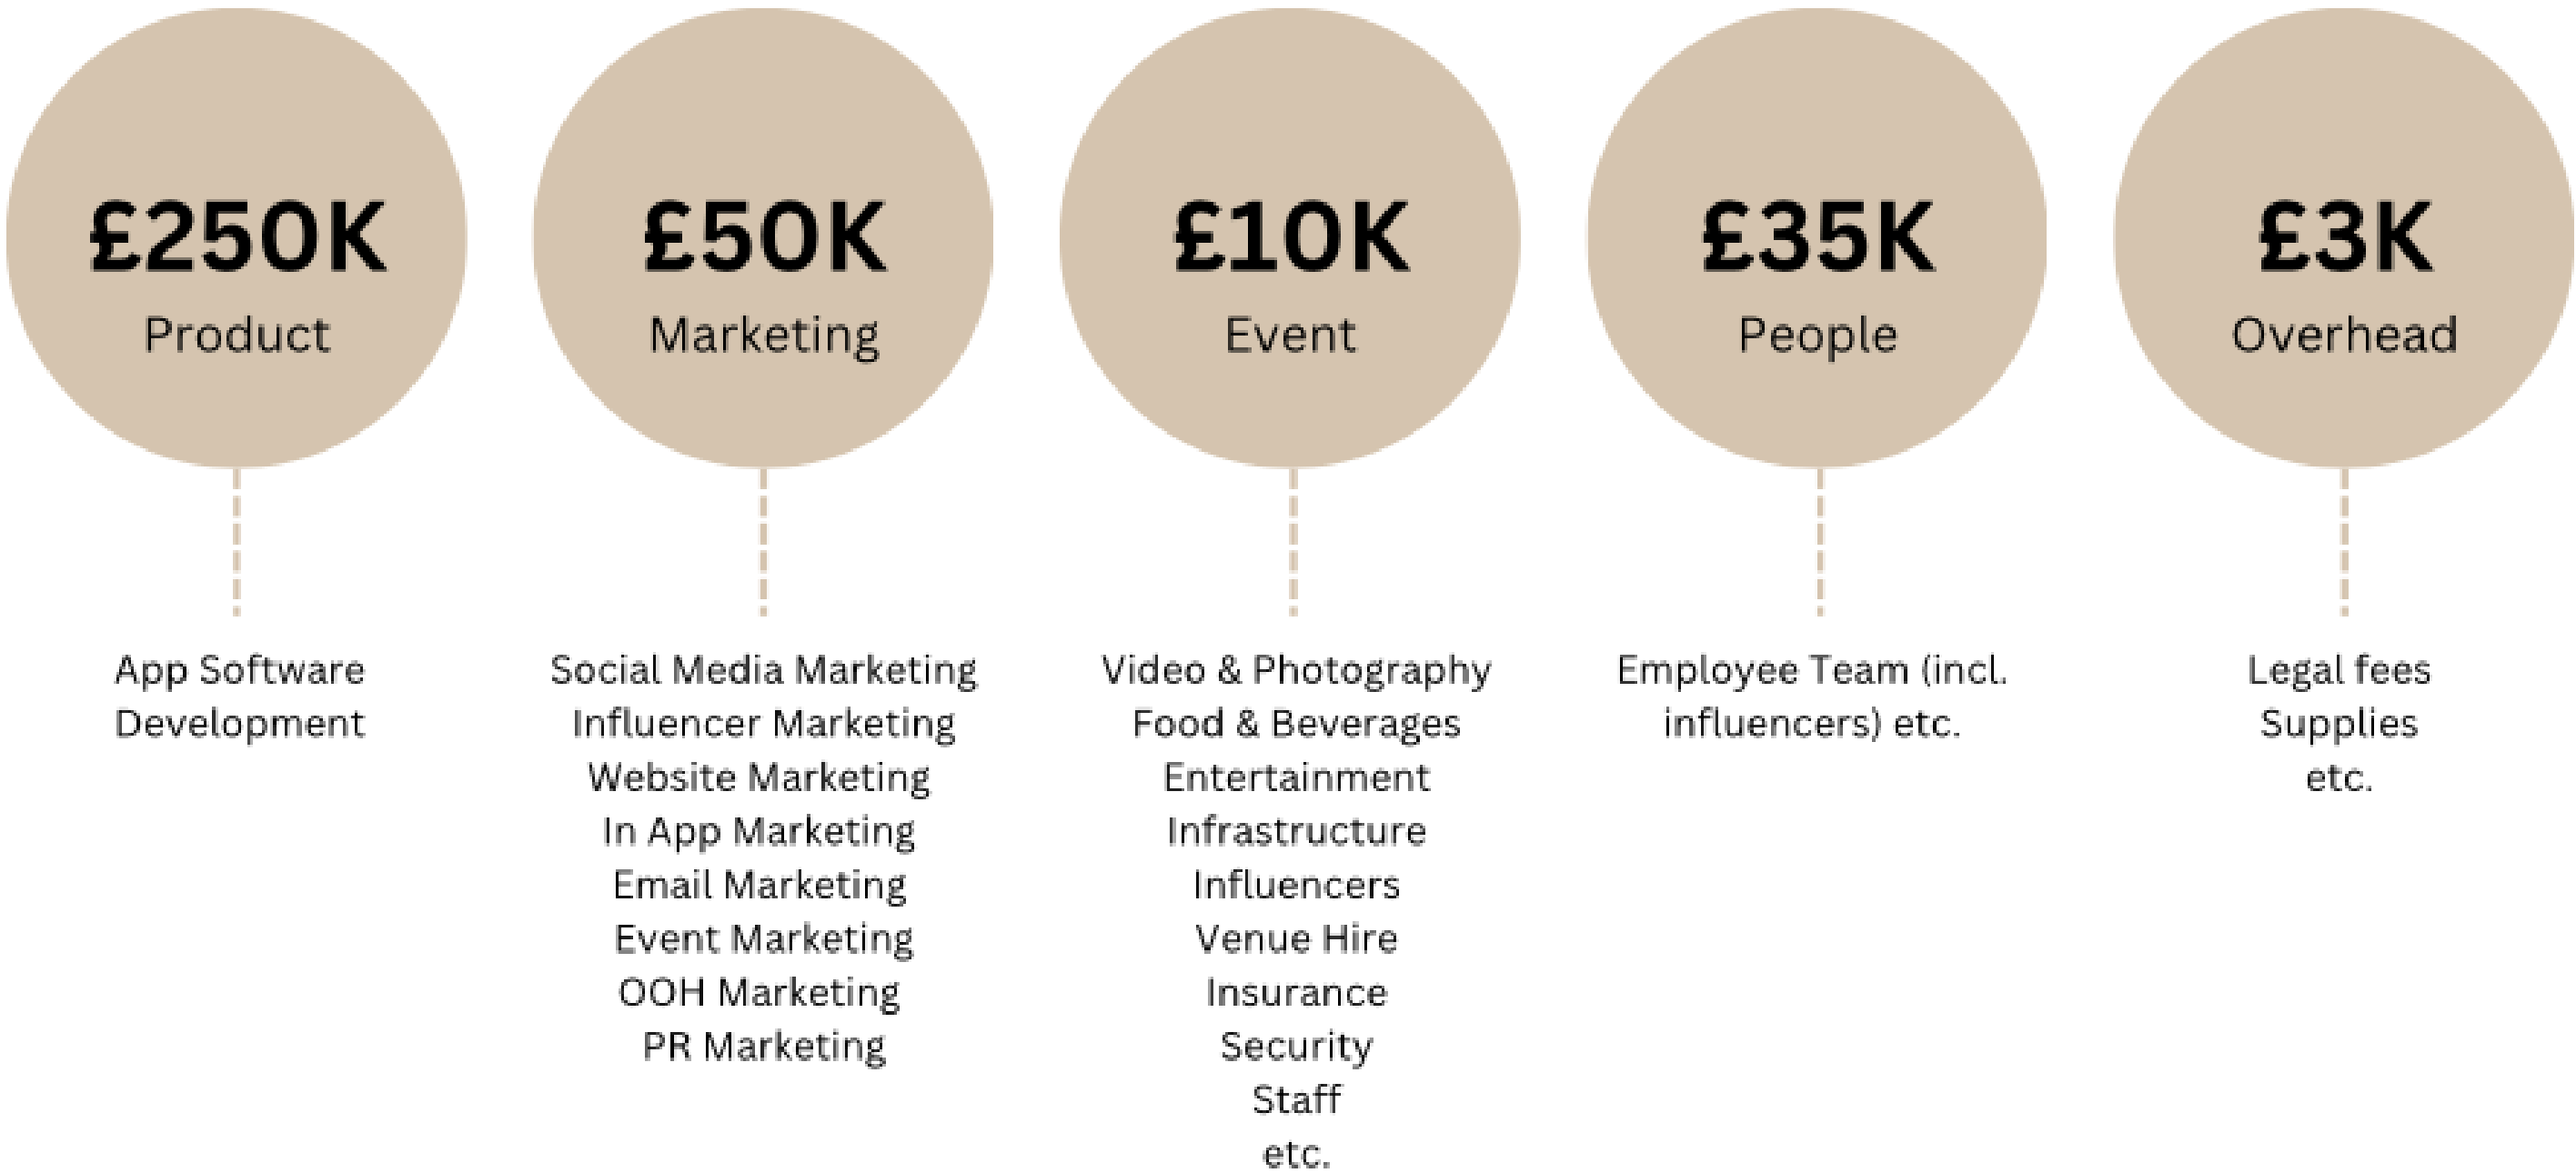 £250K
Product
App Software
Development
£50K
Marketing
Social Media Marketing
Influencer Marketing
Website Marketing
In App Marketing
Email Marketing
Event Marketing
OOH Marketing
PR Marketing
£10K
Event
Video & Photography
Food & Beverages
Entertainment
Infrastructure
Influencers
Venue Hire
Insurance
Security
Staff
etc.
£35K
People
Employee Team (incl.
influencers) etc.
£3K
Overhead
Legal fees
Supplies
etc.